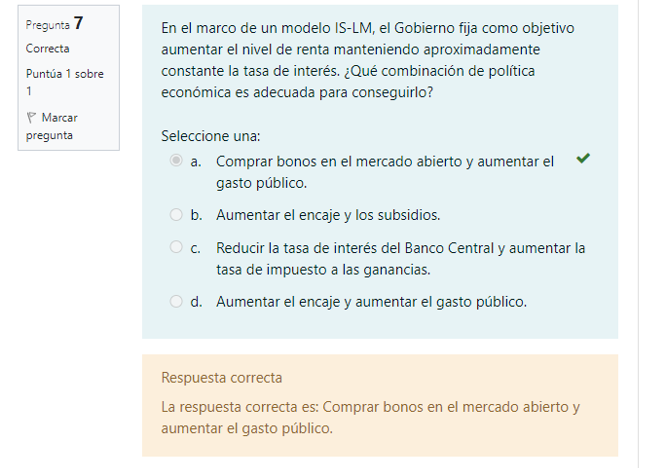 Pregunta 7
Correcta
Puntúa 1 sobre
1
Marcar
pregunta
En el marco de un modelo IS-LM, el Gobierno fija como objetivo
aumentar el nivel de renta manteniendo aproximadamente
constante la tasa de interés. ¿Qué combinación de política
económica es adecuada para conseguirlo?
Seleccione una:
a. Comprar bonos en el mercado abierto y aumentar el
gasto público.
b. Aumentar el encaje y los subsidios.
c. Reducir la tasa de interés del Banco Central y aumentar la
tasa de impuesto a las ganancias.
d. Aumentar el encaje y aumentar el gasto público.
Respuesta correcta
La respuesta correcta es: Comprar bonos en el mercado abierto y
aumentar el gasto público.